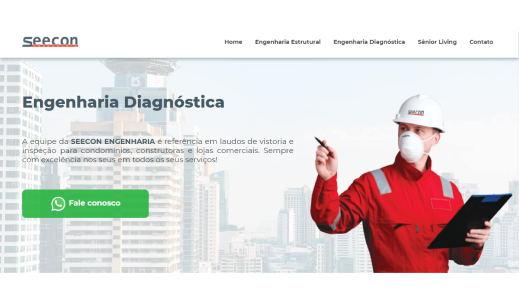 seecon
Home Engenharia Estrutural Engenharia Diagnóstica Sênior Living Contato
Engenharia Diagnóstica
A equipe da SEECON ENGENHARIA é referência em laudos de vistoria e
inspeção para condomínios, construtoras e lojas comerciais. Sempre
com excelência nos seus em todos os seus serviços!
Fale conosco
seecon